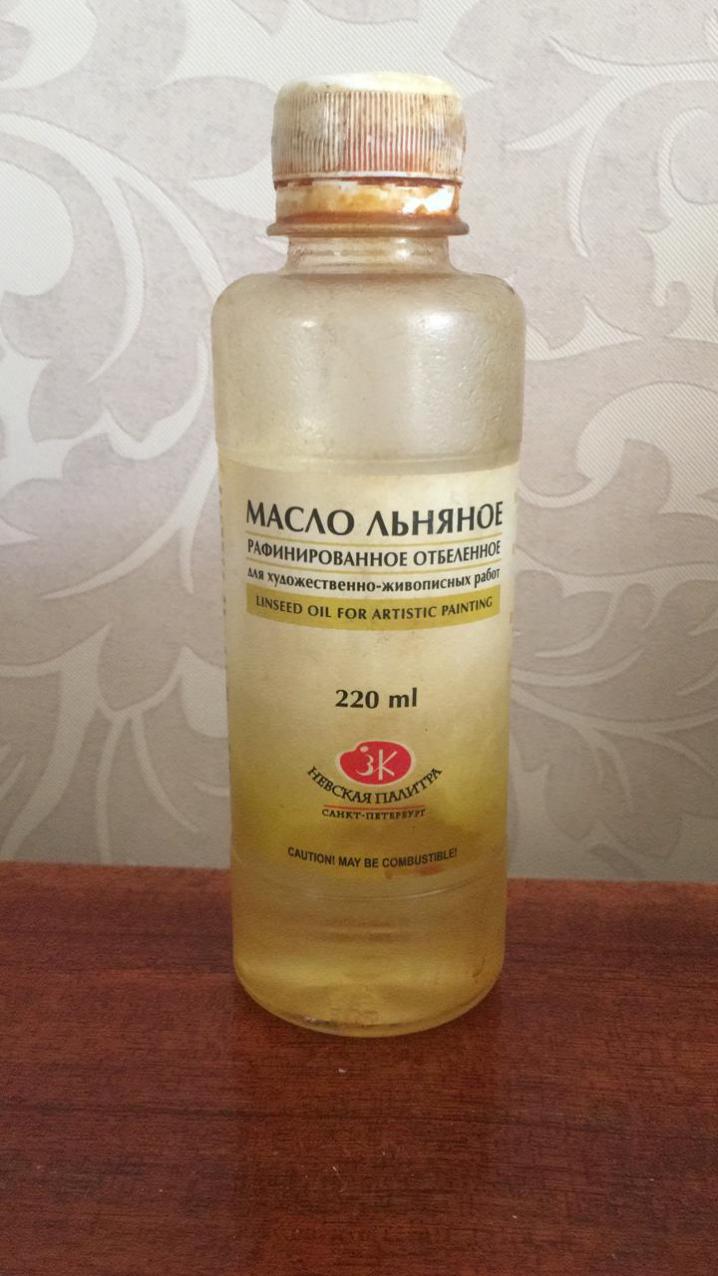 МАСЛО ЛЬНЯНОЕ
РАФИНИРОВАННОЕ ОТБЕЛЕННОЕ
для художественно-живописных работ
LINSEED OIL FOR ARTISTIC PAINTING
220 ml
ЗК
НЕВСКАЯ ПАЛИТРА
САНКТ-ПЕТЕРБУРГ
CAUTION! MAY BE COMBUSTIBLE!